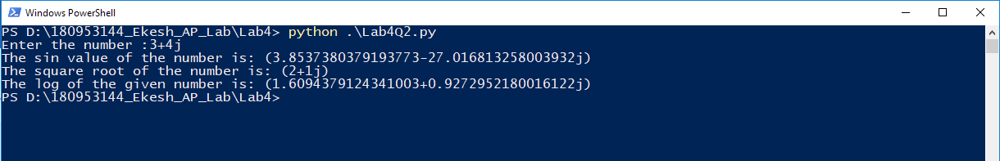 Windows PowerShell
PS D:\180953144_Ekesh_AP_Lab\Lab4> python .\Lab4Q2.py
Enter the number :3+4j
The sin value of the number is: (3.8537380379193773-27.016813258003932j)
The square root of the number is: (2+1j)
The log of the given number is: (1.6094379124341003+0.9272952180016122j)
PS D:\180953144_Ekesh_AP_Lab\Lab4>